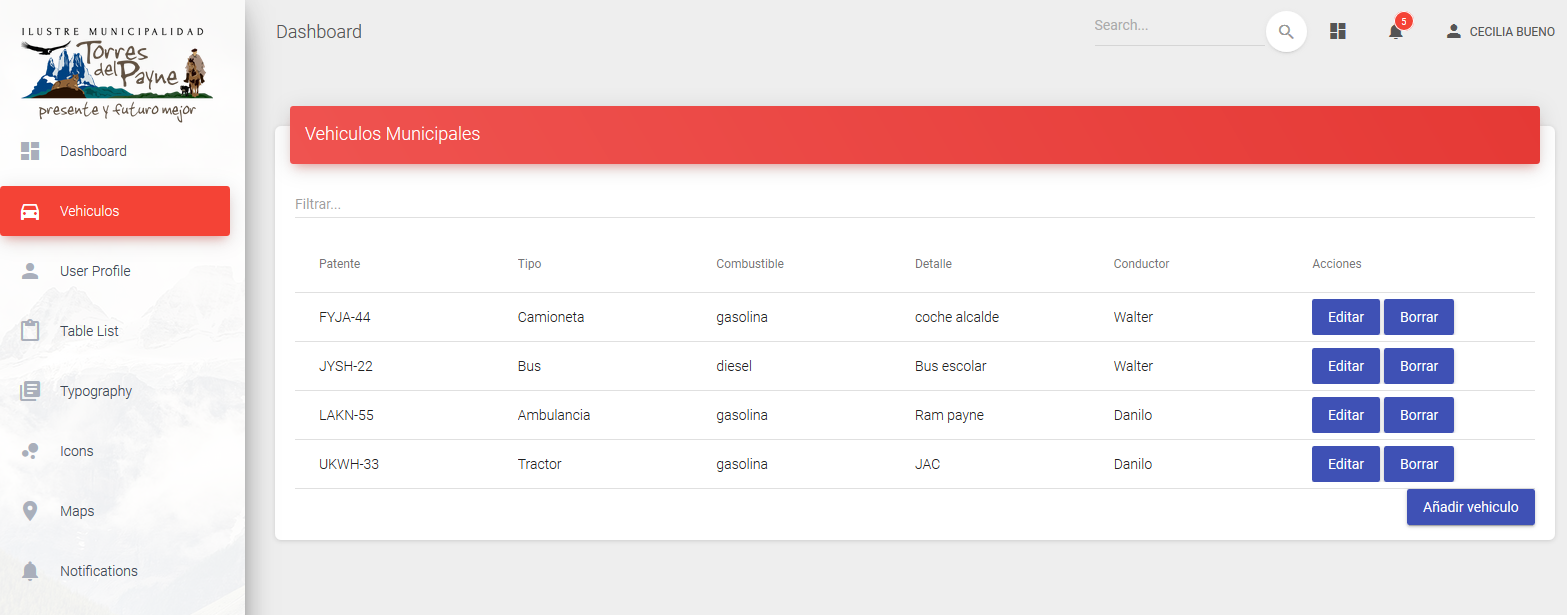 ILUSTRE MUNICIPALIDAD
Torres
del Payne
presente y futuro mejor
Dashboard
Vehiculos
User Profile
Table List
Typography
Icons
Maps
Notifications
Dashboard
Search...
5
CECILIA BUENO
Vehiculos Municipales
Filtrar...
Patente Tipo Combustible Detalle Conductor Acciones
FYJA-44 Camioneta gasolina coche alcalde Walter Editar Borrar
JYSH-22 Bus diesel Bus escolar Walter Editar Borrar
LAKN-55 Ambulancia gasolina Ram payne Danilo Editar Borrar
UKWH-33 Tractor gasolina JAC Danilo Editar Borrar
Añadir vehiculo